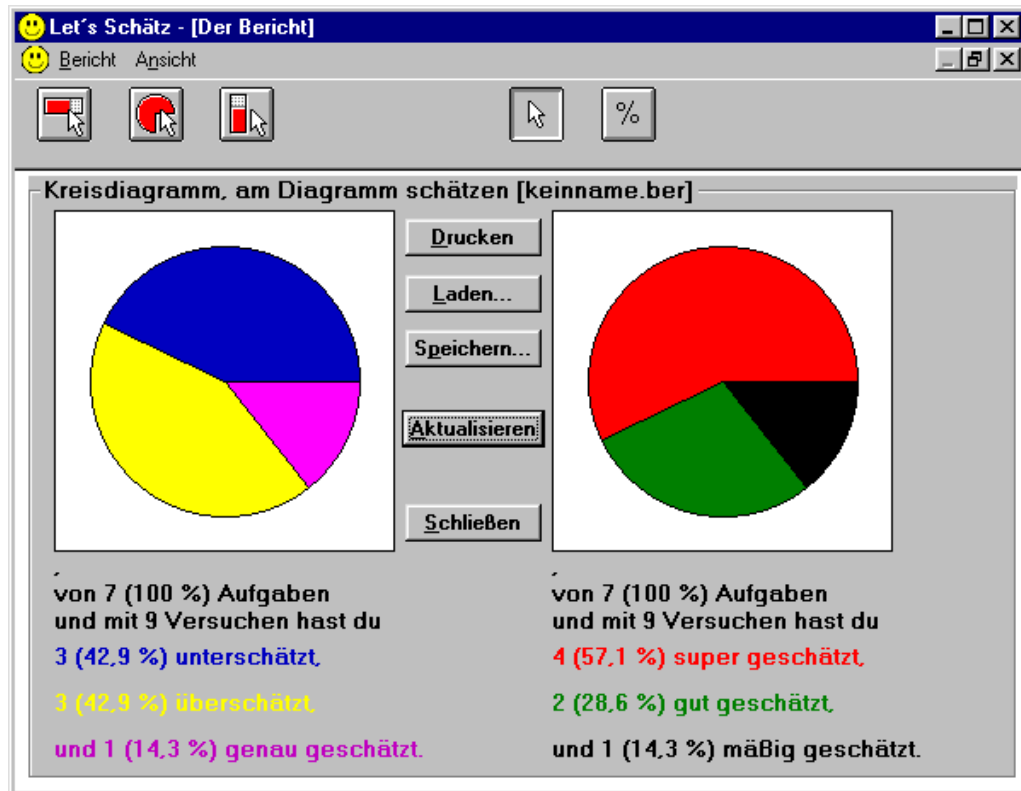 Let´s Schätz - [Der Bericht]
Bericht Ansicht
%
Kreisdiagramm, am Diagramm schätzen [keinname.ber]
Drucken
Laden...
Speichern...
Aktualisieren
Schließen
,
von 7 (100 %) Aufgaben
und mit 9 Versuchen hast du
3 (42,9 %) unterschätzt,
3 (42,9 %) überschätzt,
und 1 (14,3 %) genau geschätzt.
,
von 7 (100 %) Aufgaben
und mit 9 Versuchen hast du
4 (57,1 %) super geschätzt,
2 (28,6 %) gut geschätzt,
und 1 (14,3 %) mäßig geschätzt.